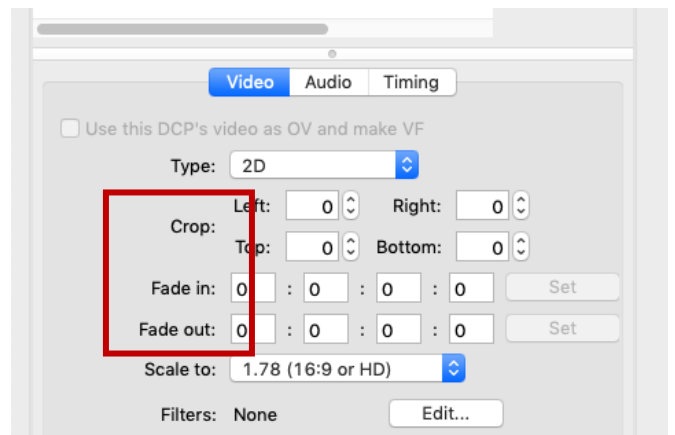 Video Audio Timing
Use this DCP's video as OV and make VF
Type: 2D
Left: 0 Right: 0
Crop:
Top: 0 Bottom: 0
Fade in: 0 : 0 : 0 : 0 Set
Fade out: 0 : 0 : 0 : 0 Set
Scale to: 1.78 (16:9 or HD)
Filters: None Edit...